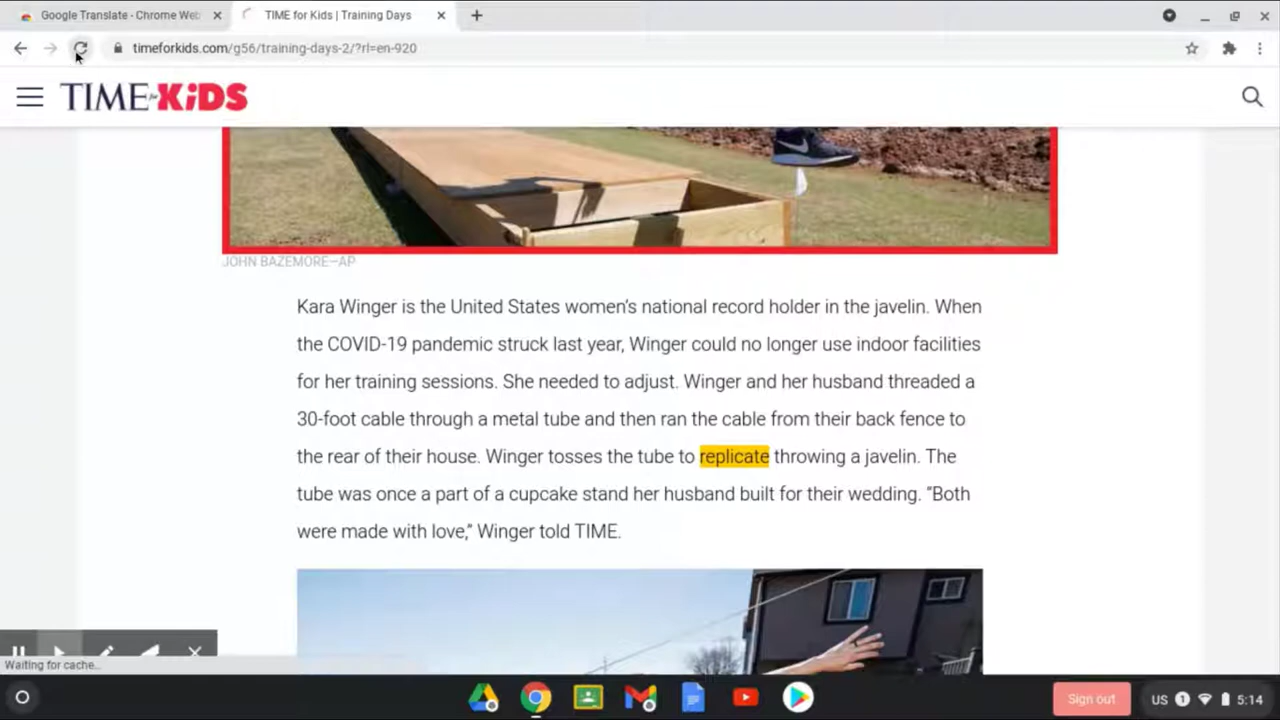 Google Translate - Chrome Web
TIME for Kids | Training Days
timeforkids.com/g56/training-days-2/?rl=en-920
TIME for KiDS
JOHN BAZEMORE—AP
Kara Winger is the United States women's national record holder in the javelin. When
the COVID-19 pandemic struck last year, Winger could no longer use indoor facilities
for her training sessions. She needed to adjust. Winger and her husband threaded a
30-foot cable through a metal tube and then ran the cable from their back fence to
the rear of their house. Winger tosses the tube to replicate throwing a javelin. The
tube was once a part of a cupcake stand her husband built for their wedding. “Both
were made with love,” Winger told TIME.
Waiting for cache...
Sign out
US 1 5:14